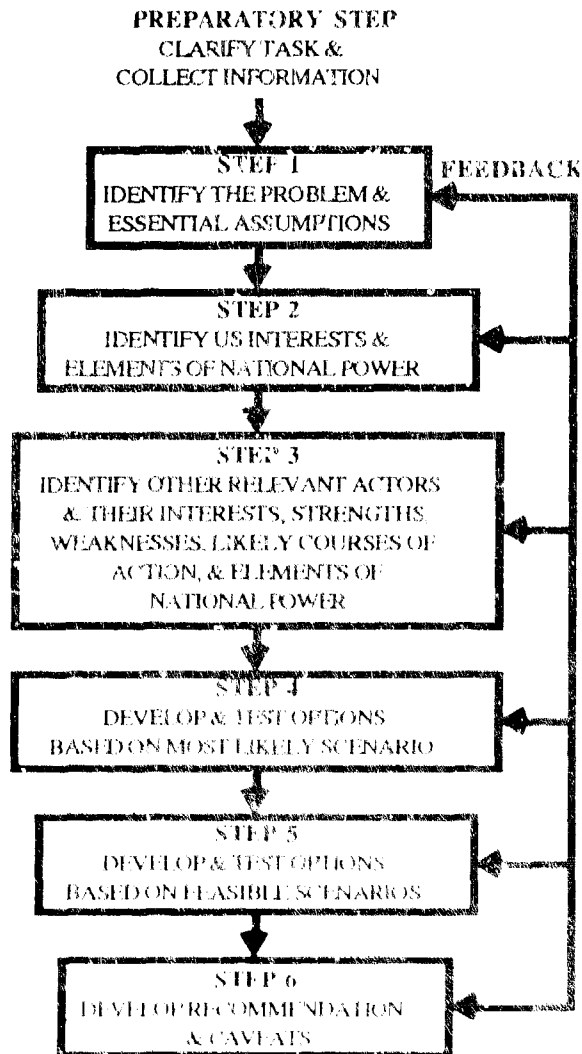 PREPARATORY STEP
CLARIFY TASK &
COLLECT INFORMATION
STEP 1
IDENTIFY THE PROBLEM &
ESSENTIAL ASSUMPTIONS
FEEDBACK
STEP 2
IDENTIFY US INTERESTS &
ELEMENTS OF NATIONAL POWER
STEP 3
IDENTIFY OTHER RELEVANT ACTORS
& THEIR INTERESTS, STRENGTHS,
WEAKNESSES, LIKELY COURSES OF
ACTION, & ELEMENTS OF
NATIONAL POWER
STEP 4
DEVELOP & TEST OPTIONS
BASED ON MOST LIKELY SCENARIO
STEP 5
DEVELOP & TEST OPTIONS
BASED ON FEASIBLE SCENARIOS
STEP 6
DEVELOP RECOMMENDATION
& CAVEATS